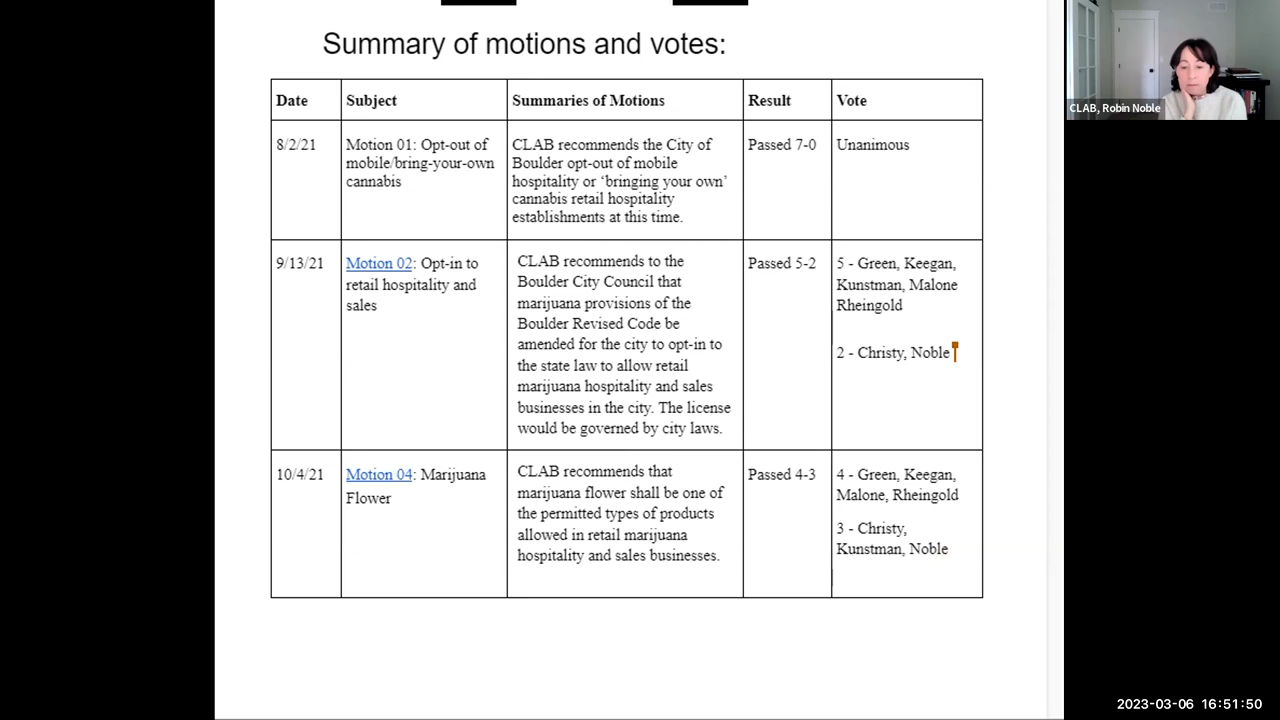 Summary of motions and votes:
Date Subject Summaries of Motions Result Vote
8/2/21
Motion 01: Opt-out of
mobile/bring-your-own
cannabis
CLAB recommends the City of
Boulder opt-out of mobile
hospitality or ‘bringing your own’
cannabis retail hospitality
establishments at this time.
Passed 7-0
Unanimous
9/13/21
Motion 02: Opt-in to
retail hospitality and
sales
CLAB recommends to the
Boulder City Council that
marijuana provisions of the
Boulder Revised Code be
amended for the city to opt-in to
the state law to allow retail
marijuana hospitality and sales
businesses in the city. The license
would be governed by city laws.
Passed 5-2
5 - Green, Keegan,
Kunstman, Malone
Rheingold
2 - Christy, Noble
10/4/21
Motion 04: Marijuana
Flower
CLAB recommends that
marijuana flower shall be one of
the permitted types of products
allowed in retail marijuana
hospitality and sales businesses.
Passed 4-3
4 - Green, Keegan,
Malone, Rheingold
3 - Christy,
Kunstman, Noble
CLAB, Robin Noble
2023-03-06 16:51:50